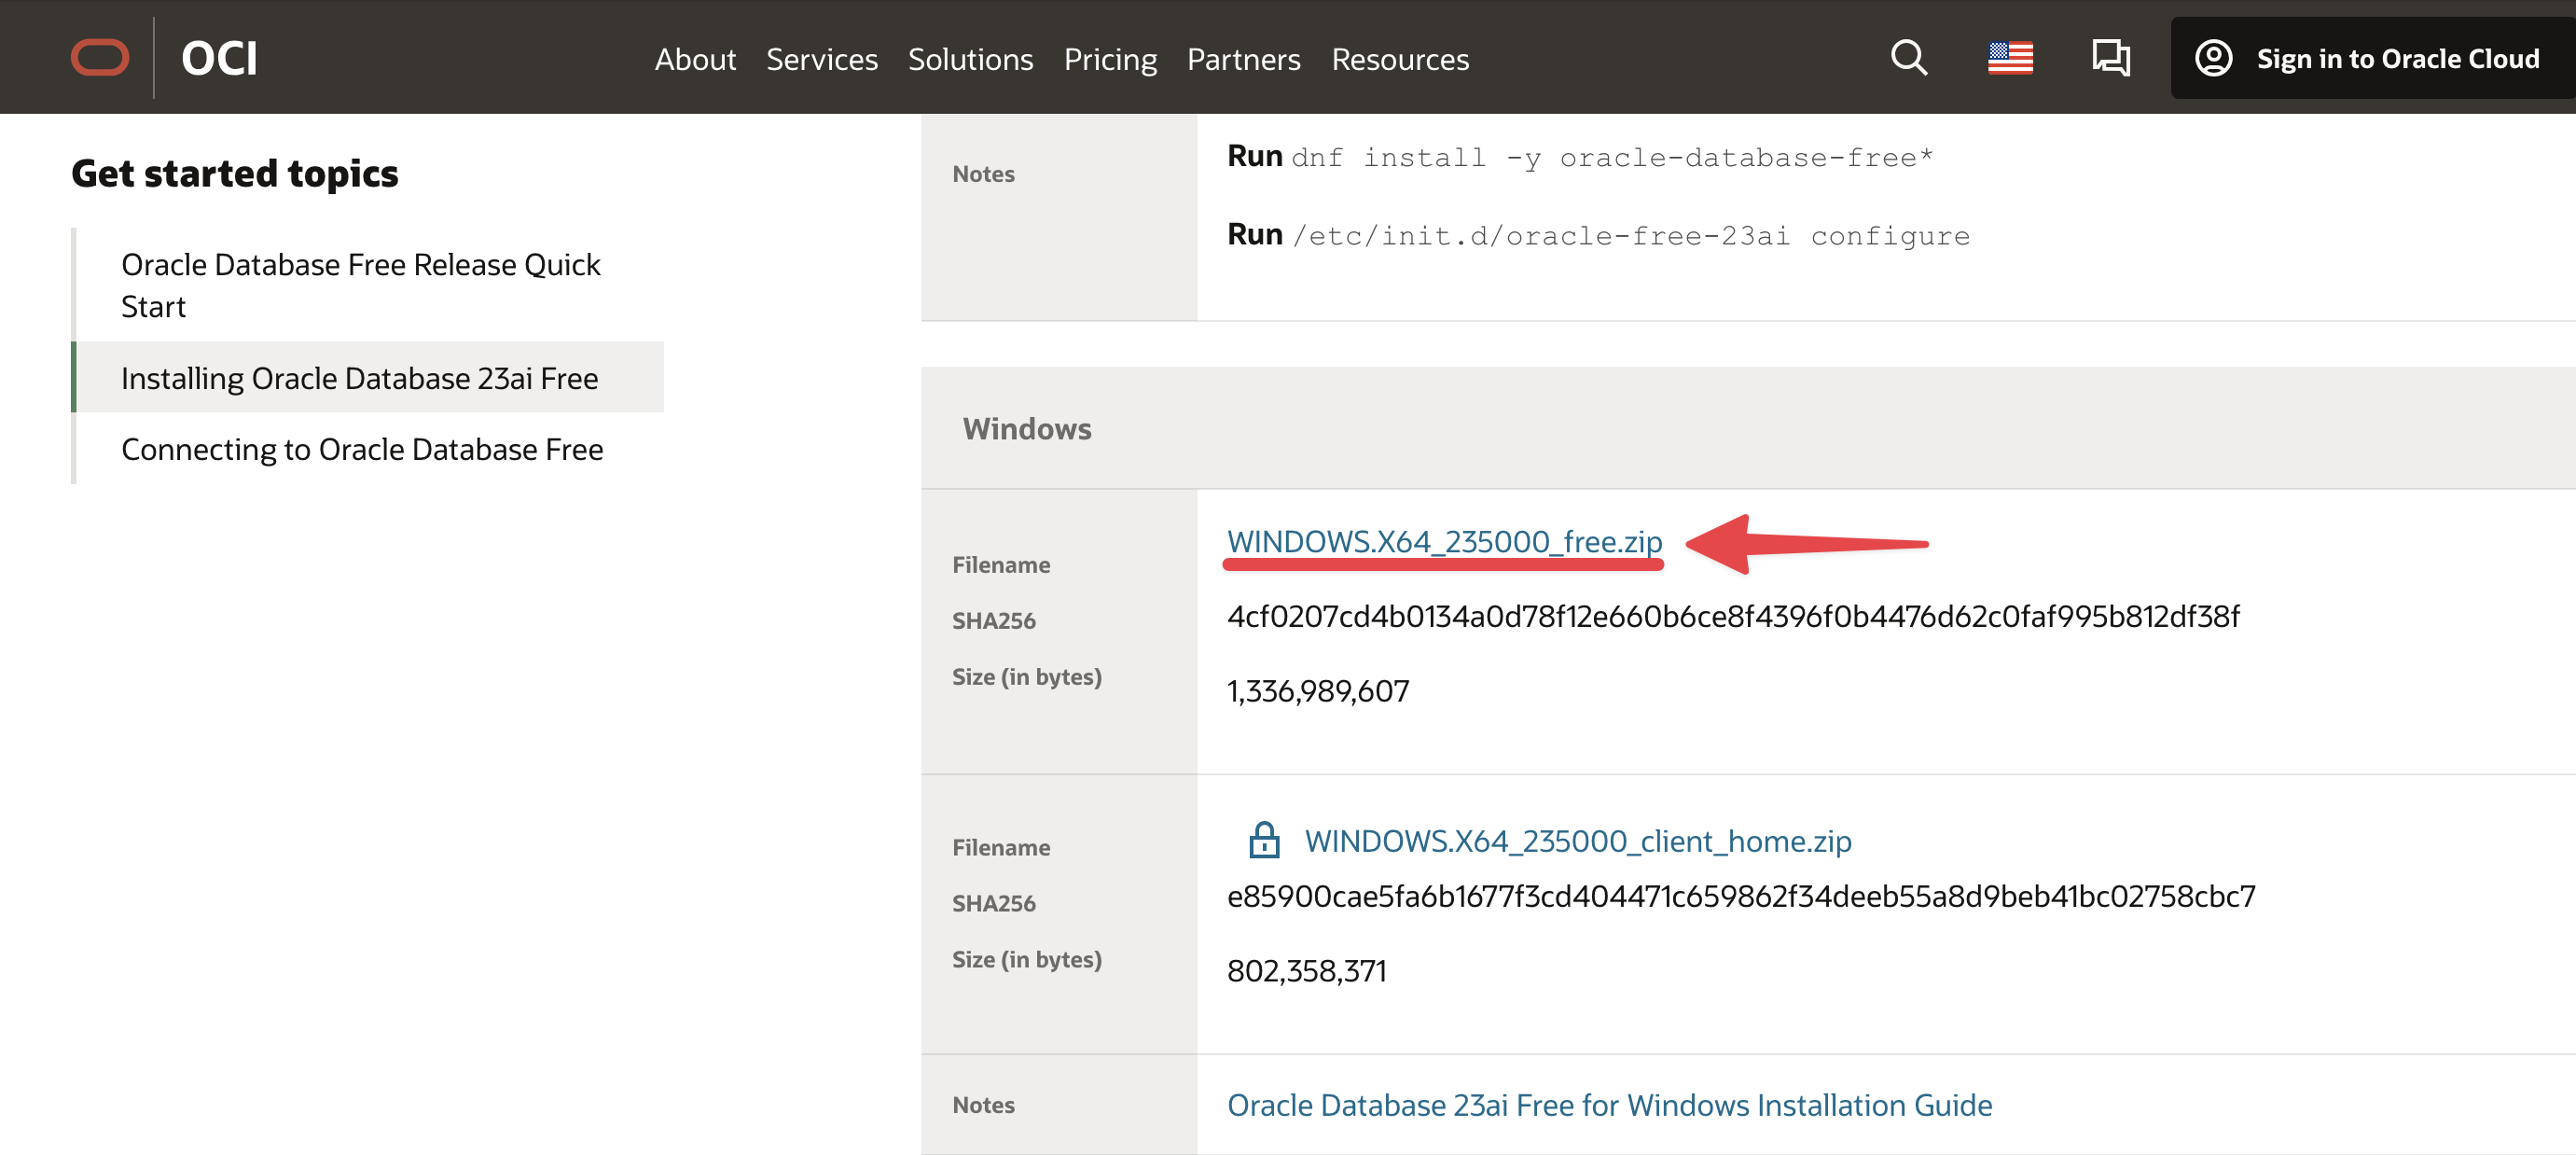 OCI
About Services Solutions Pricing Partners Resources
Sign in to Oracle Cloud
Get started topics
Oracle Database Free Release Quick
Start
Installing Oracle Database 23ai Free
Connecting to Oracle Database Free
Notes
Run dnf install -y oracle-database-free*
Run /etc/init.d/oracle-free-23ai configure
Windows
Filename
WINDOWS.X64_235000_free.zip
SHA256
4cf0207cd4b0134a0d78f12e660b6ce8f4396f0b4476d62c0faf995b812df38f
Size (in bytes)
1,336,989,607
Filename
WINDOWS.X64_235000_client_home.zip
SHA256
e85900cae5fa6b1677f3cd404471c659862f34deeb55a8d9beb41bc02758cbc7
Size (in bytes)
802,358,371
Notes
Oracle Database 23ai Free for Windows Installation Guide